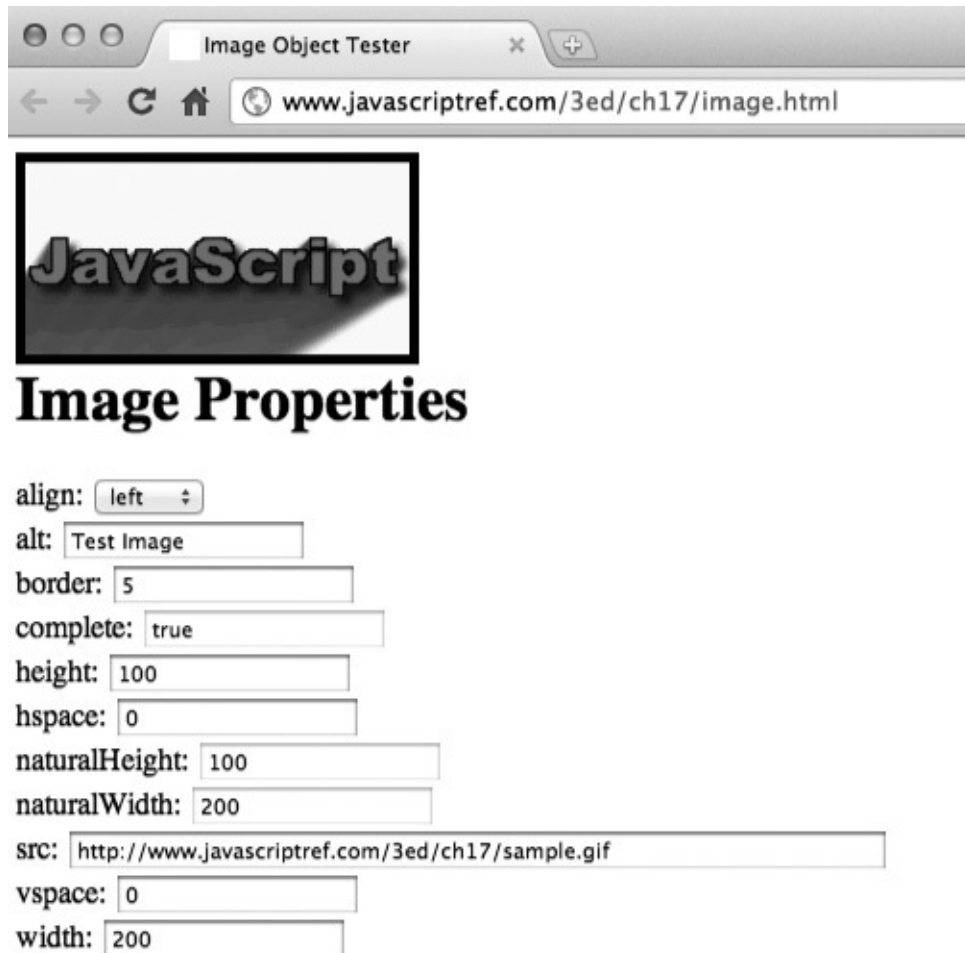 Image Object Tester
www.javascriptref.com/3ed/ch17/image.html
JavaScript
Image Properties
align: left
alt: Test Image
border: 5
complete: true
height: 100
hspace: 0
naturalHeight: 100
naturalWidth: 200
src: http://www.javascriptref.com/3ed/ch17/sample.gif
vspace: 0
width: 200